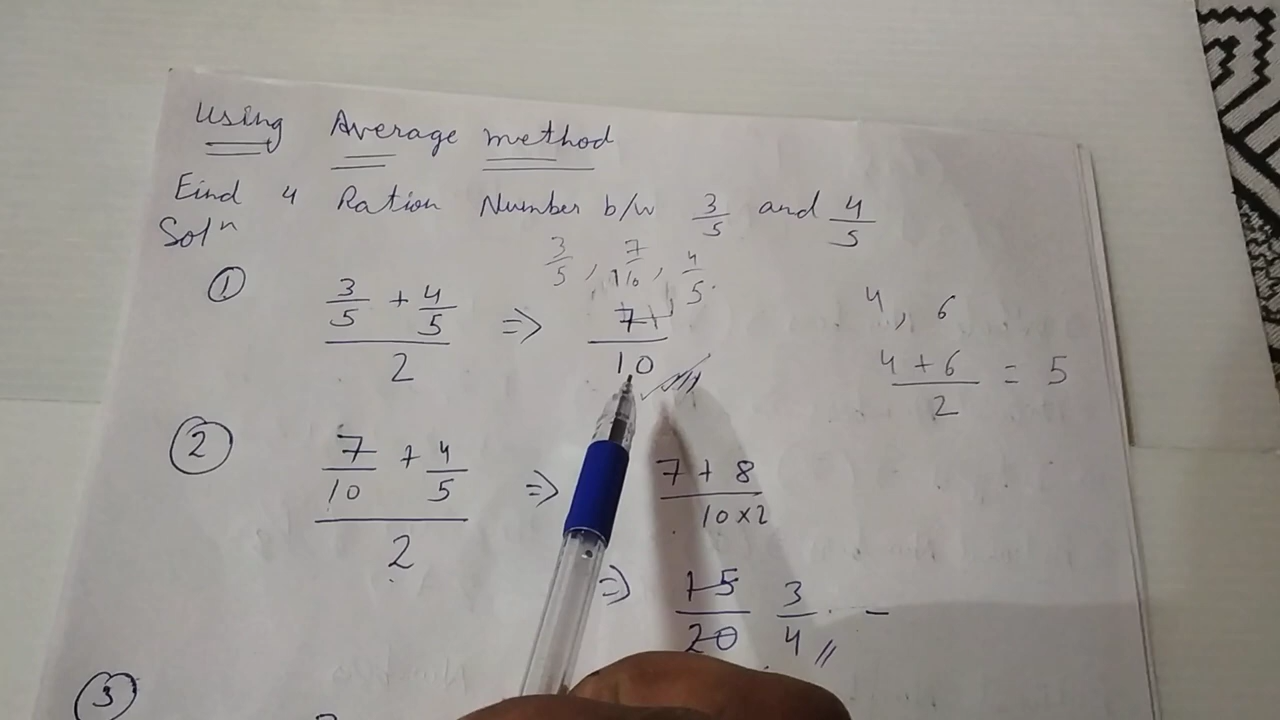 Using Average method
Find 4 Ration Number b/w 3/5 and 4/5
Solⁿ
3/5 , 7/10 , 4/5
① (3/5 + 4/5)/2 ⇒ 7/10
4, 6
(4 + 6)/2 = 5
② (7/10 + 4/5)/2 ⇒ (7 + 8)/(10×2)
⇒ 15/20 3/4 -
③